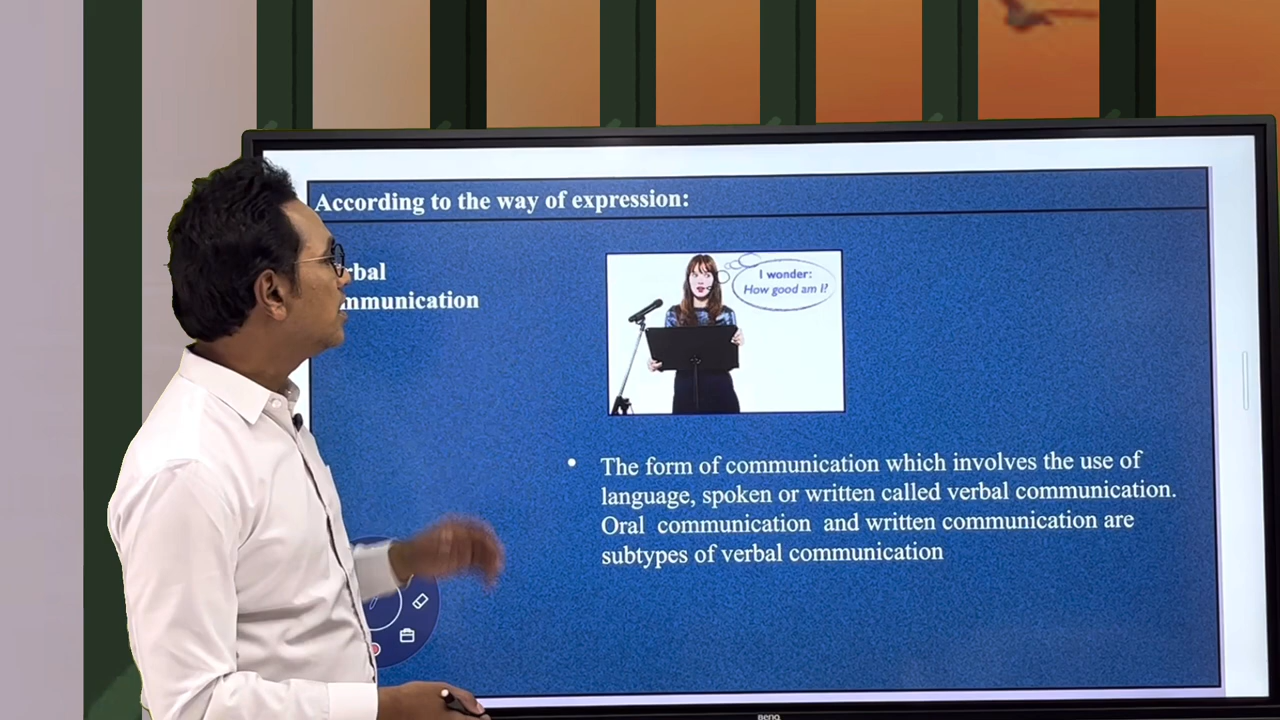 According to the way of expression:
rbal
mmunication
I wonder:
How good am I?
• The form of communication which involves the use of
language, spoken or written called verbal communication.
Oral communication and written communication are
subtypes of verbal communication
BenQ